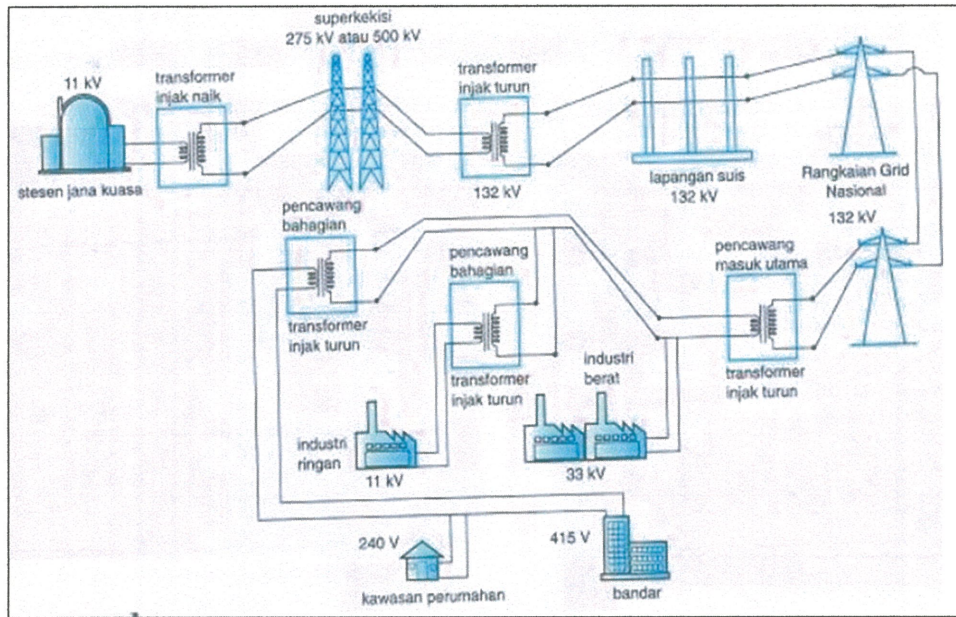 superkekisi
275 kV atau 500 kV
11 kV
transformer
injak naik
transformer
injak turun
stesen jana kuasa
132 kV
lapangan suis
132 kV
Rangkaian Grid
Nasional
132 kV
pencawang
bahagian
pencawang
bahagian
pencawang
masuk utama
transformer
injak turun
transformer
injak turun
industri
berat
transformer
injak turun
industri
ringan
11 kV
33 kV
240 V
415 V
kawasan perumahan
bandar